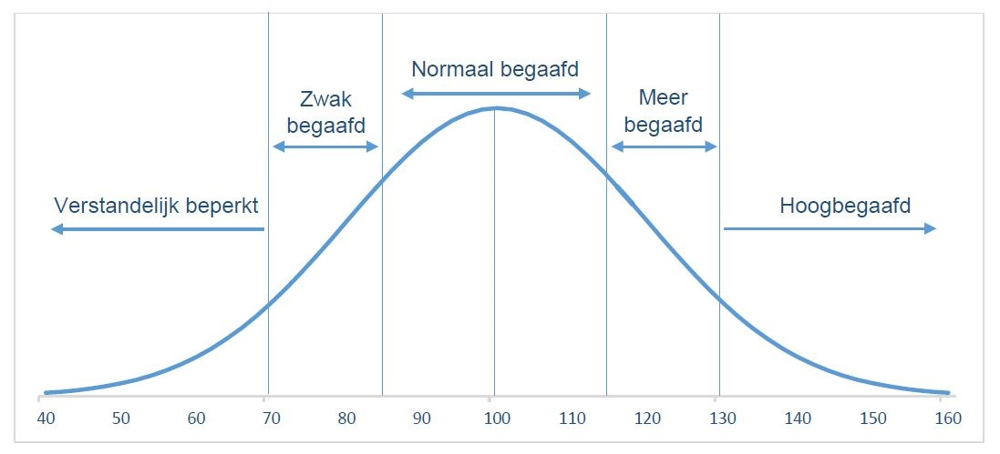 Normaal begaafd
Zwak
begaafd
Meer
begaafd
Verstandelijk beperkt
Hoogbegaafd
40 50 60 70 80 90 100 110 120 130 140 150 160